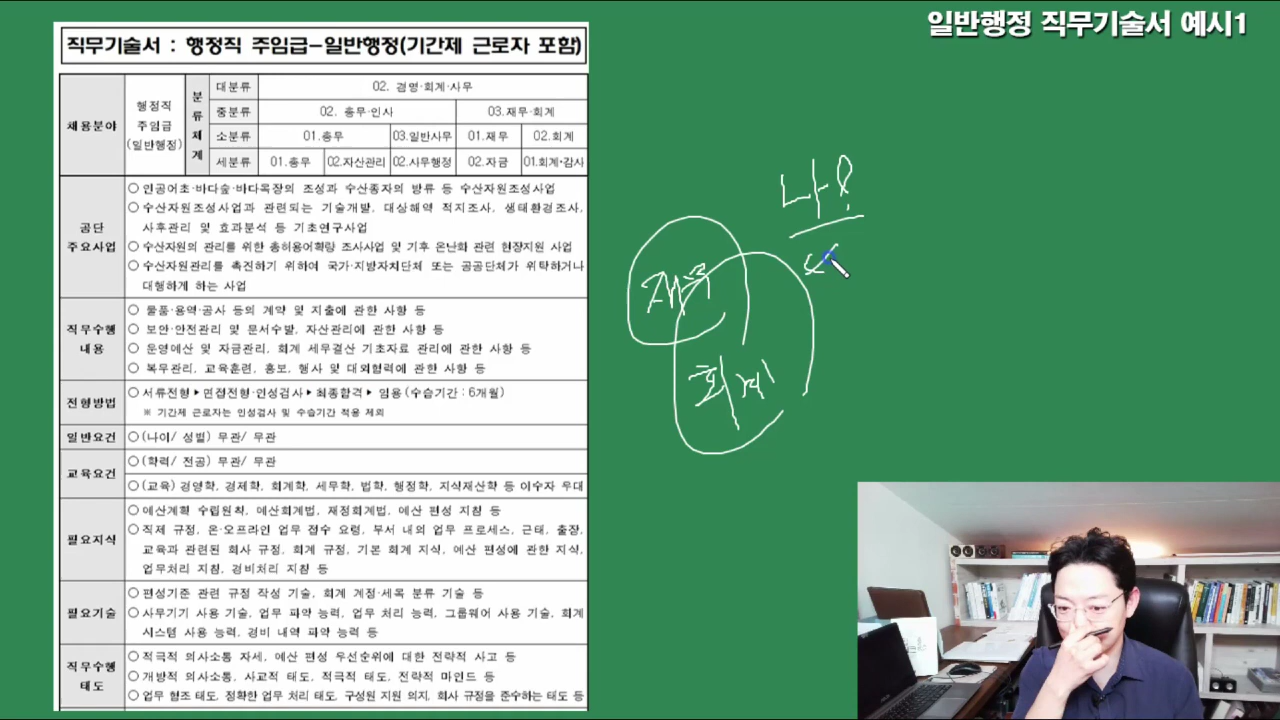 일반행정 직무기술서 예시1
직무기술서 : 행정직 주임급-일반행정(기간제 근로자 포함)
채용분야
행정직
주임급
(일반행정)
분류체계
대분류 02. 경영·회계·사무
중분류 02. 총무·인사 03.재무·회계
소분류 01.총무 03.일반사무 01.재무 02.회계
세분류 01.총무 02.자산관리 02.사무행정 02.자금 01.회계·감사
공단
주요사업
○ 인공어초·바다숲·바다목장의 조성과 수산종자의 방류 등 수산자원조성사업
○ 수산자원조성사업과 관련되는 기술개발, 대상해약 적지조사, 생태환경조사,
사후관리 및 효과분석 등 기초연구사업
○ 수산자원의 관리를 위한 총허용어획량 조사사업 및 기후 온난화 관련 현장지원 사업
○ 수산자원관리를 촉진하기 위하여 국가·지방자치단체 또는 공공단체가 위탁하거나
대행하게 하는 사업
직무수행
내용
○ 물품·용역·공사 등의 계약 및 지출에 관한 사항 등
○ 보안·안전관리 및 문서수발, 자산관리에 관한 사항 등
○ 운영예산 및 자금관리, 회계 세무결산 기초자료 관리에 관한 사항 등
○ 복무관리, 교육훈련, 홍보, 행사 및 대외협력에 관한 사항 등
전형방법
○ 서류전형▶면접전형·인성검사▶최종합격▶ 임용 (수습기간 : 6개월)
※ 기간제 근로자는 인성검사 및 수습기간 적용 제외
일반요건
○ (나이/ 성별) 무관/ 무관
교육요건
○ (학력/ 전공) 무관/ 무관
○ (교육) 경영학, 경제학, 회계학, 세무학, 법학, 행정학, 지식재산학 등 이수자 우대
필요지식
○ 예산계획 수립원칙, 예산회계법, 재정회계법, 예산 편성 지침 등
○ 직제 규정, 온·오프라인 업무 접수 요령, 부서 내의 업무 프로세스, 근태, 출장,
교육과 관련된 회사 규정, 회계 규정, 기본 회계 지식, 예산 편성에 관한 지식,
업무처리 지침, 경비처리 지침 등
필요기술
○ 편성기준 관련 규정 작성 기술, 회계 계정·세목 분류 기술 등
○ 사무기기 사용 기술, 업무 파악 능력, 업무 처리 능력, 그룹웨어 사용 기술, 회계
시스템 사용 능력, 경비 내역 파악 능력 등
직무수행
태도
○ 적극적 의사소통 자세, 예산 편성 우선순위에 대한 전략적 사고 등
○ 개방적 의사소통, 사교적 태도, 적극적 태도, 전략적 마인드 등
○ 업무 협조 태도, 정확한 업무 처리 태도, 구성원 지원 의지, 회사 규정을 준수하는 태도 등
나!
재무
회계